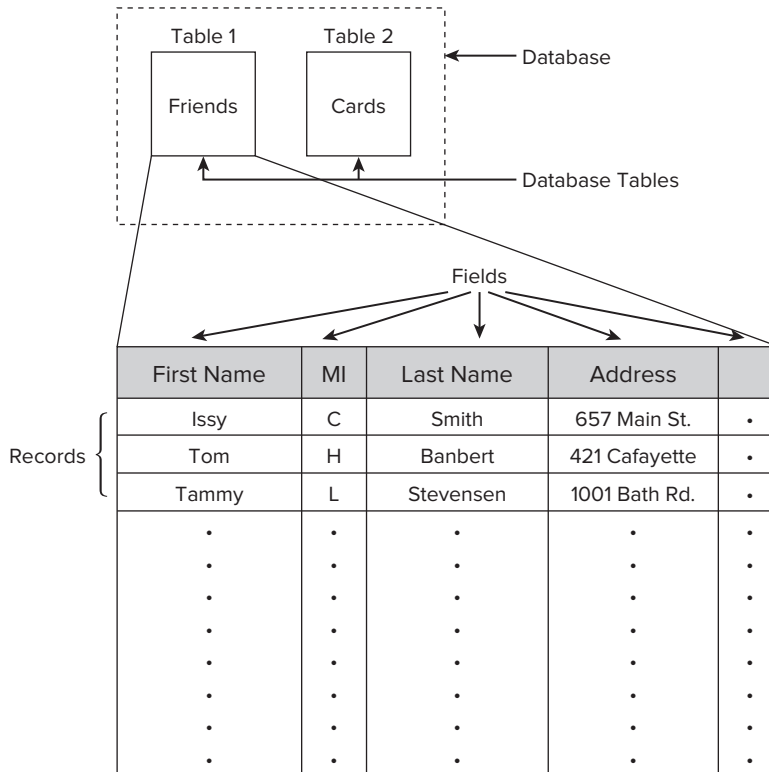 Table 1 Table 2
Database
Friends Cards
Database Tables
Fields
First Name MI Last Name Address
Issy C Smith 657 Main St.
Records Tom H Banbert 421 Cafayette
Tammy L Stevensen 1001 Bath Rd.